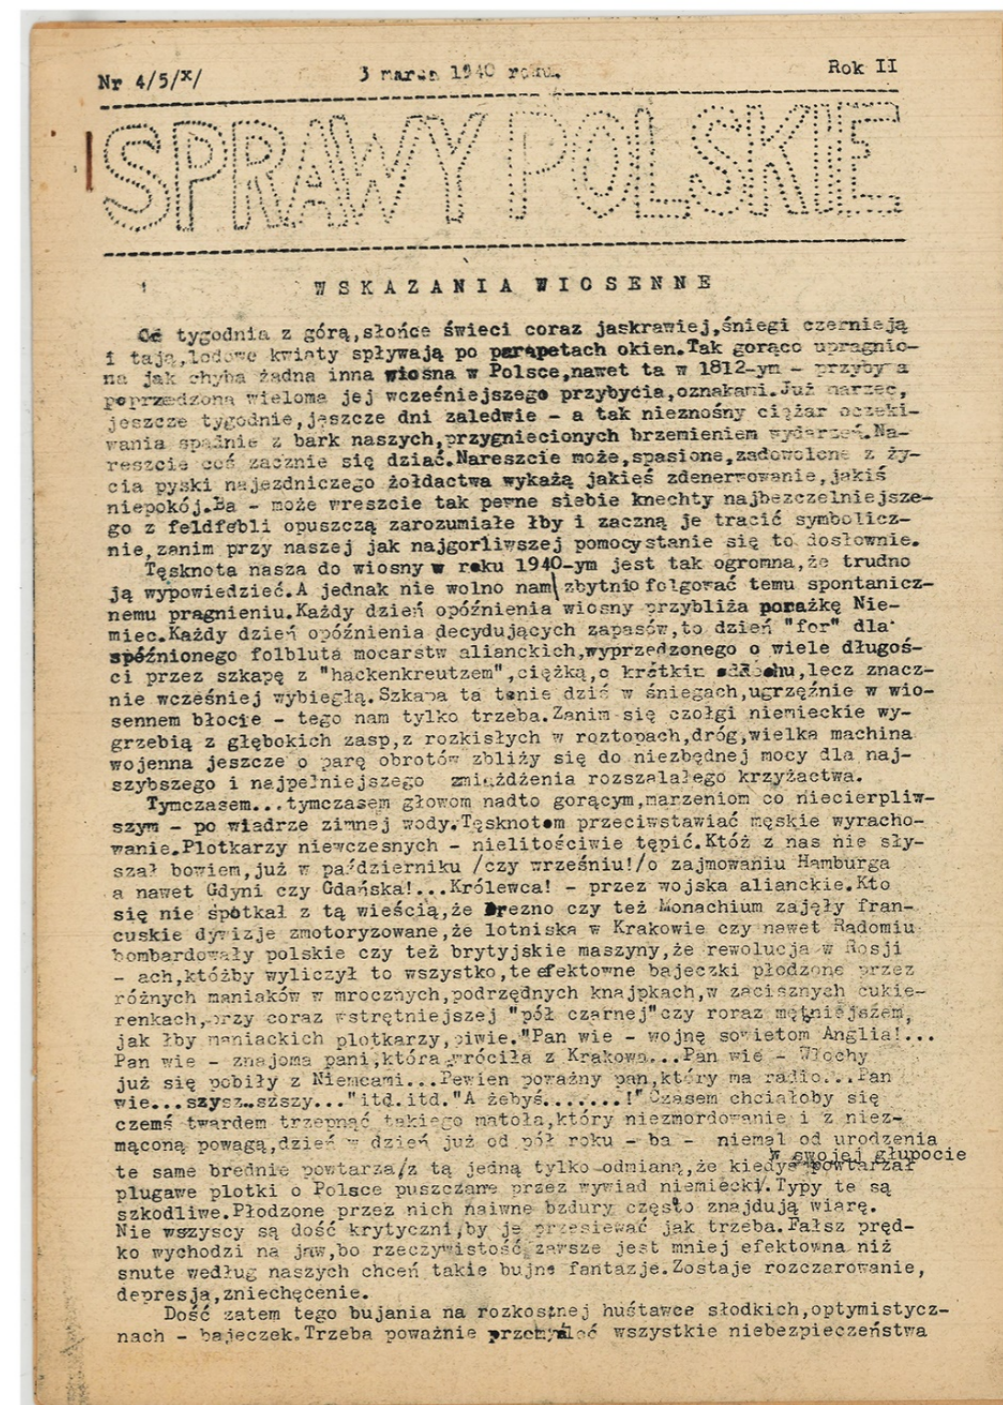 Nr 4/5/x/
3 marca 1940 roku.
Rok II
SPRAWY POLSKIE
WSKAZANIA WIOSENNE
Od tygodnia z górą,słońce świeci coraz jaskrawiej,śniegi czernieją
i tają,lodowe kwiaty spływają po parapetach okien.Tak gorąco upragnio-
na jak chyba żadna inna wiosna w Polsce,nawet ta w 1812-ym - przybywa
poprzedzona wieloma jej wcześniejszego przybycia,oznakami.Już marzec,
jeszcze tygodnie,jeszcze dni zaledwie - a tak nieznośny ciężar oczeki-
wania spadnie z bark naszych,przygniecionych brzemieniem wydarzeń.Na-
reszcie coś zacznie się dziać.Nareszcie może,spasione,zadowolone z ży-
cia pyski najezdniczego żołdactwa wykażą jakieś zdenerwowanie,jakiś
niepokój.Ba - może wreszcie tak pewne siebie knechty najbezczelniejsze-
go z feldfebli opuszczą zarozumiałe łby i zaczną je tracić symbolicz-
nie,zanim przy naszej jak najgorliwszej pomocy stanie się to dosłownie.
Tęsknota nasza do wiosny w roku 1940-ym jest tak ogromna,że trudno
ją wypowiedzieć.A jednak nie wolno nam zbytnio folgować temu spontanicz-
nemu pragnieniu.Każdy dzień opóźnienia wiosny przybliża porażkę Nie-
miec.Każdy dzień opóźnienia decydujących zapasów,to dzień "for" dla
spóźnionego folbluta mocarstw alianckich,wyprzedzonego o wiele długoś-
ci przez szkapę z "hackenkreutzem",ciężką,o krótkim oddechu,lecz znacz-
nie wcześniej wybiegłą.Szkapa ta tonie dziś w śniegach,ugrzęźnie w wio-
sennem błocie - tego nam tylko trzeba.Zanim się czołgi niemieckie wy-
grzebią z głębokich zasp,z rozkisłych w roztopach,dróg,wielka machina
wojenna jeszcze o parę obrotów zbliży się do niezbędnej mocy dla naj-
szybszego i najpełniejszego zmiażdżenia rozszalałego krzyżactwa.
Tymczasem...tymczasem głowom nadto gorącym,marzeniom co niecierpliw-
szym - po wiadrze zimnej wody.Tęsknotom przeciwstawiać męskie wyracho-
wanie.Plotkarzy niewczesnych - nielitościwie tępić.Któż z nas nie sły-
szał bowiem,już w październiku /czy wrześniu!/o zajmowaniu Hamburga
a nawet Gdyni czy Gdańska!...Królewca! - przez wojska alianckie.Kto
się nie spotkał z tą wieścią,że Drezno czy też Monachium zajęły fran-
cuskie dywizje zmotoryzowane,że lotniska w Krakowie czy nawet Radomiu
bombardowały polskie czy też brytyjskie maszyny,że rewolucja w Rosji
- ach,któżby wyliczył to wszystko,te efektowne bajeczki płodzone przez
różnych maniaków w mrocznych,podrzędnych knajpkach,w zacisznych cukie-
renkach,przy coraz wstrętniejszej "pół czarnej"czy coraz mętniejszem,
jak łby maniackich plotkarzy,piwie."Pan wie - wojnę sowietom Anglia!...
Pan wie - znajoma pani,która wróciła z Krakowa...Pan wie - Włochy
już się pobiły z Niemcami...Pewien poważny pan,który ma radio...Pan
wie...szysz..sższy..."itd.itd."A żebyś.......!"Czasem chciałoby się
czemś twardem trzepnąć takiego matoła,który niezmordowanie i z niez-
mąconą powagą,dzień w dzień już od pół roku - ba - niemal od urodzenia
w swojej głupocie
te same brednie powtarza/z tą jedną tylko odmianą,że kiedyś powtarzał
plugawe plotki o Polsce puszczane przez wywiad niemiecki/.Typy te są
szkodliwe.Płodzone przez nich naiwne bzdury często znajdują wiarę.
Nie wszyscy są dość krytyczni,by je przesiewać jak trzeba.Fałsz pręd-
ko wychodzi na jaw,bo rzeczywistość zawsze jest mniej efektowna niż
snute według naszych chceń takie bujne fantazje.Zostaje rozczarowanie,
depresja,zniechęcenie.
Dość zatem tego bujania na rozkosznej huśtawce słodkich,optymistycz-
nach - bajeczek.Trzeba poważnie przemyśleć wszystkie niebezpieczeństwa